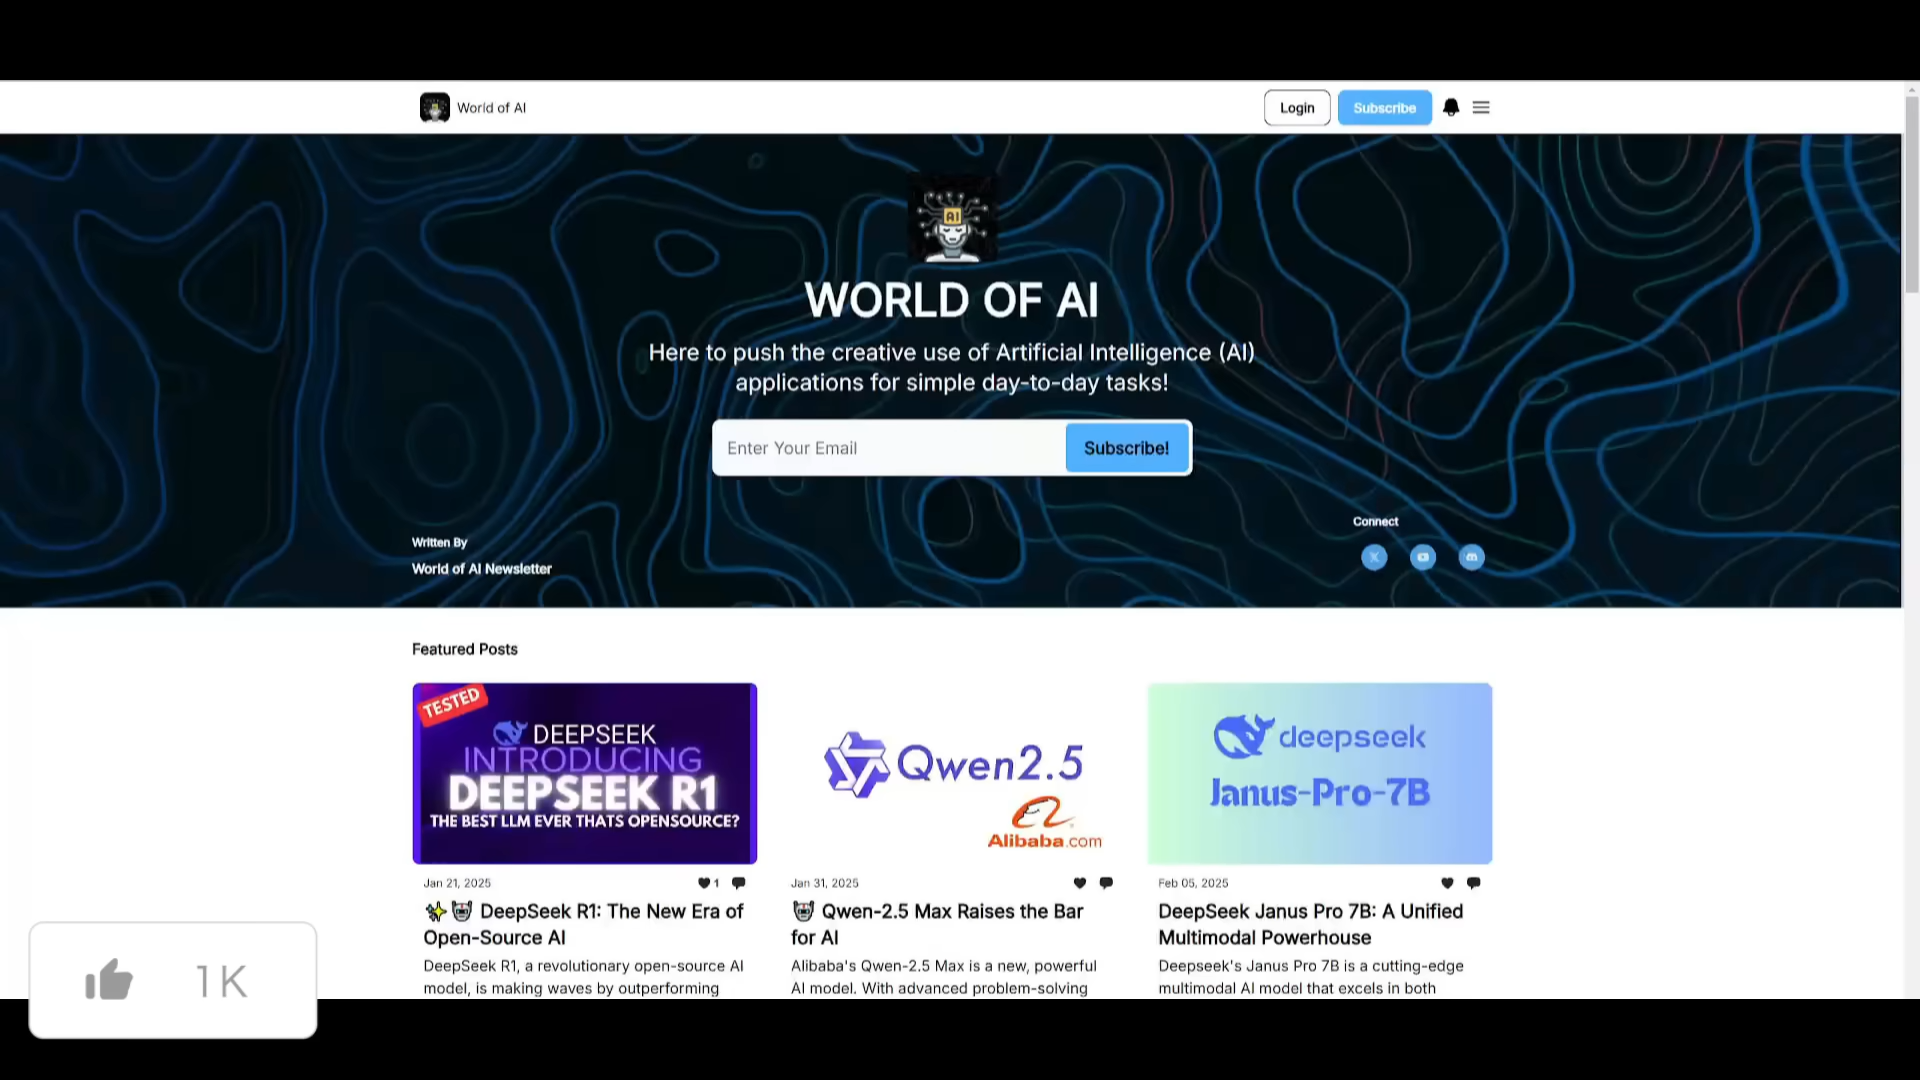 World of AI
Login
Subscribe
AI
WORLD OF AI
Here to push the creative use of Artificial Intelligence (AI)
applications for simple day-to-day tasks!
Enter Your Email
Subscribe!
Connect
Written By
World of AI Newsletter
Featured Posts
TESTED
DEEPSEEK
INTRODUCING
DEEPSEEK R1
THE BEST LLM EVER THATS OPENSOURCE?
Jan 21, 2025
1
DeepSeek R1: The New Era of
Open-Source AI
DeepSeek R1, a revolutionary open-source AI
model, is making waves by outperforming
Qwen2.5
Alibaba.com
Jan 31, 2025
Qwen-2.5 Max Raises the Bar
for AI
Alibaba's Qwen-2.5 Max is a new, powerful
AI model. With advanced problem-solving
deepseek
Janus-Pro-7B
Feb 05, 2025
DeepSeek Janus Pro 7B: A Unified
Multimodal Powerhouse
Deepseek's Janus Pro 7B is a cutting-edge
multimodal AI model that excels in both
1K